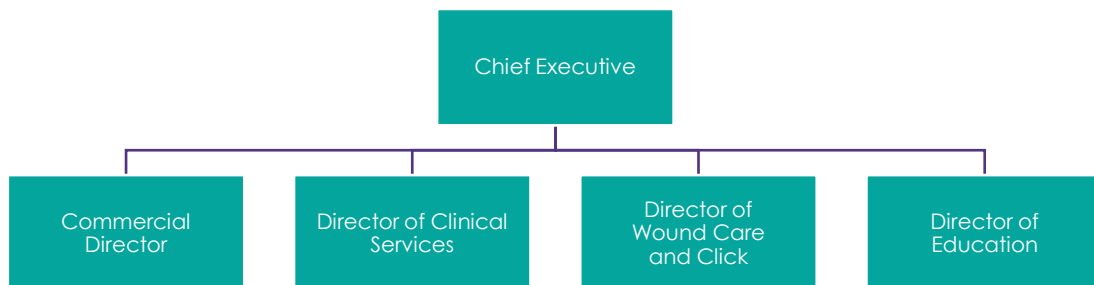 Chief Executive
Commercial
Director
Director of Clinical
Services
Director of
Wound Care
and Click
Director of
Education